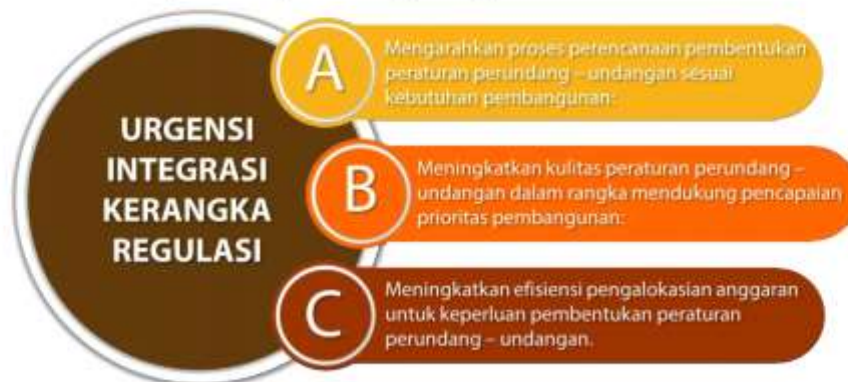 URGENSI
INTEGRASI
KERANGKA
REGULASI
A
Mengarahkan proses perencanaan pembentukan
peraturan perundang – undangan sesuai
kebutuhan pembangunan:
B
Meningkatkan kulitas peraturan perundang –
undangan dalam rangka mendukung pencapaian
prioritas pembangunan:
C
Meningkatkan efisiensi pengalokasian anggaran
untuk keperluan pembentukan peraturan
perundang – undangan.